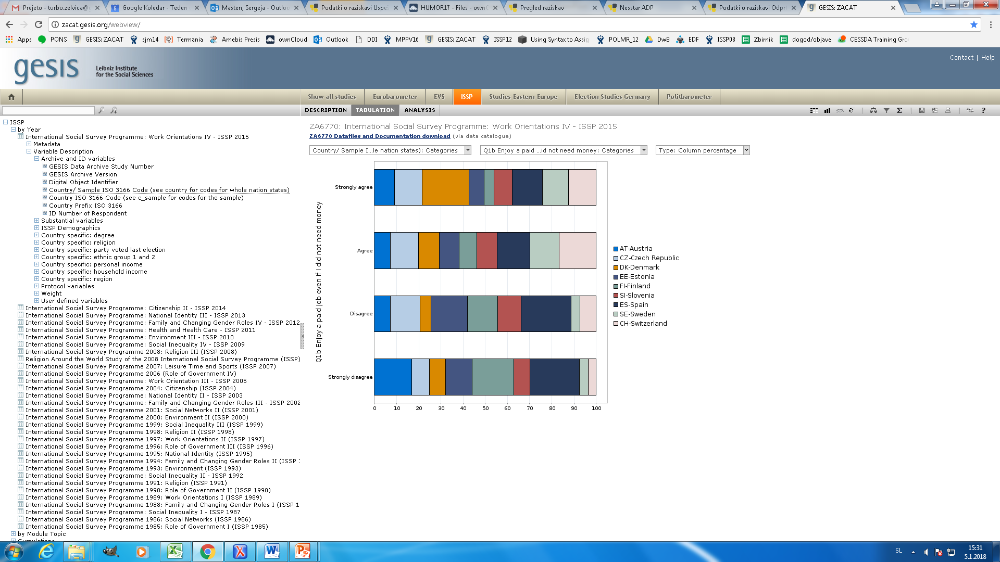 Prejeto - turbo.zelvica@g
Google Koledar - Teden
Masten, Sergeja - Outloo
Podatki o raziskavi Uspe
HUMOR17 - Files - ownC
Pregled raziskav
Nesstar ADP
Podatki o raziskavi Odprt
GESIS: ZACAT
zacat.gesis.org/webview/
Apps PONS GESIS: ZACAT sjm14 Termania Amebis Presis ownCloud Outlook DDI MPPV16 GESIS: ZACAT ISSP12 Using Syntax to Assig POLMR_12 DwB EDF ISSP08 Zbirnik dogod/objave CESSDA Training Gro
Contact | Help
gesis
Leibniz Institute
for the Social Sciences
Show all studies Eurobarometer EVS ISSP Studies Eastern Europe Election Studies Germany Politbarometer
DESCRIPTION TABULATION ANALYSIS
ISSP
by Year
International Social Survey Programme: Work Orientations IV - ISSP 2015
Metadata
Variable Description
Archive and ID variables
GESIS Data Archive Study Number
GESIS Archive Version
Digital Object Identifier
Country/ Sample ISO 3166 Code (see country for codes for whole nation states)
Country ISO 3166 Code (see c_sample for codes for the sample)
Country Prefix ISO 3166
ID Number of Respondent
Substantial variables
ISSP Demographics
Country specific: degree
Country specific: religion
Country specific: party voted last election
Country specific: ethnic group 1 and 2
Country specific: personal income
Country specific: household income
Country specific: region
Protocol variables
Weight
User defined variables
International Social Survey Programme: Citizenship II - ISSP 2014
International Social Survey Programme: National Identity III - ISSP 2013
International Social Survey Programme: Family and Changing Gender Roles IV - ISSP 2012
International Social Survey Programme: Health and Health Care - ISSP 2011
International Social Survey Programme: Environment III - ISSP 2010
International Social Survey Programme: Social Inequality IV - ISSP 2009
International Social Survey Programme 2008: Religion III (ISSP 2008)
Religion Around the World Study of the 2008 International Social Survey Programme (ISSP)
International Social Survey Programme 2007: Leisure Time and Sports (ISSP 2007)
International Social Survey Programme 2006 (Role of Government IV)
International Social Survey Programme: Work Orientation III - ISSP 2005
International Social Survey Programme 2004: Citizenship (ISSP 2004)
International Social Survey Programme: National Identity II - ISSP 2003
International Social Survey Programme: Family and Changing Gender Roles III - ISSP 2002
International Social Survey Programme 2001: Social Networks II (ISSP 2001)
International Social Survey Programme 2000: Environment II (ISSP 2000)
International Social Survey Programme 1999: Social Inequality III (ISSP 1999)
International Social Survey Programme 1998: Religion II (ISSP 1998)
International Social Survey Programme 1997: Work Orientations II (ISSP 1997)
International Social Survey Programme 1996: Role of Government III (ISSP 1996)
International Social Survey Programme 1995: National Identity (ISSP 1995)
International Social Survey Programme 1994: Family and Changing Gender Roles II (ISSP
International Social Survey Programme 1993: Environment (ISSP 1993)
International Social Survey Programme: Social Inequality II - ISSP 1992
International Social Survey Programme 1991: Religion (ISSP 1991)
International Social Survey Programme 1990: Role of Government II (ISSP 1990)
International Social Survey Programme 1989: Work Orientations I (ISSP 1989)
International Social Survey Programme 1988: Family and Changing Gender Roles I (ISSP 1
International Social Survey Programme: Social Inequality I - ISSP 1987
International Social Survey Programme 1986: Social Networks (ISSP 1986)
International Social Survey Programme 1985: Role of Government I (ISSP 1985)
by Module Topic
Cumulations
ZA6770: International Social Survey Programme: Work Orientations IV - ISSP 2015
ZA6770 Datafiles and Documentation download (via data catalogue)
Country/ Sample I...le nation states): Categories
Q1b Enjoy a paid ...id not need money: Categories
Type: Column percentage
Q1b Enjoy a paid job even if I did not need money
Strongly agree
Agree
Disagree
Strongly disagree
0 10 20 30 40 50 60 70 80 90 100
AT-Austria
CZ-Czech Republic
DK-Denmark
EE-Estonia
FI-Finland
SI-Slovenia
ES-Spain
SE-Sweden
CH-Switzerland
SL
15:31
5.1.2018